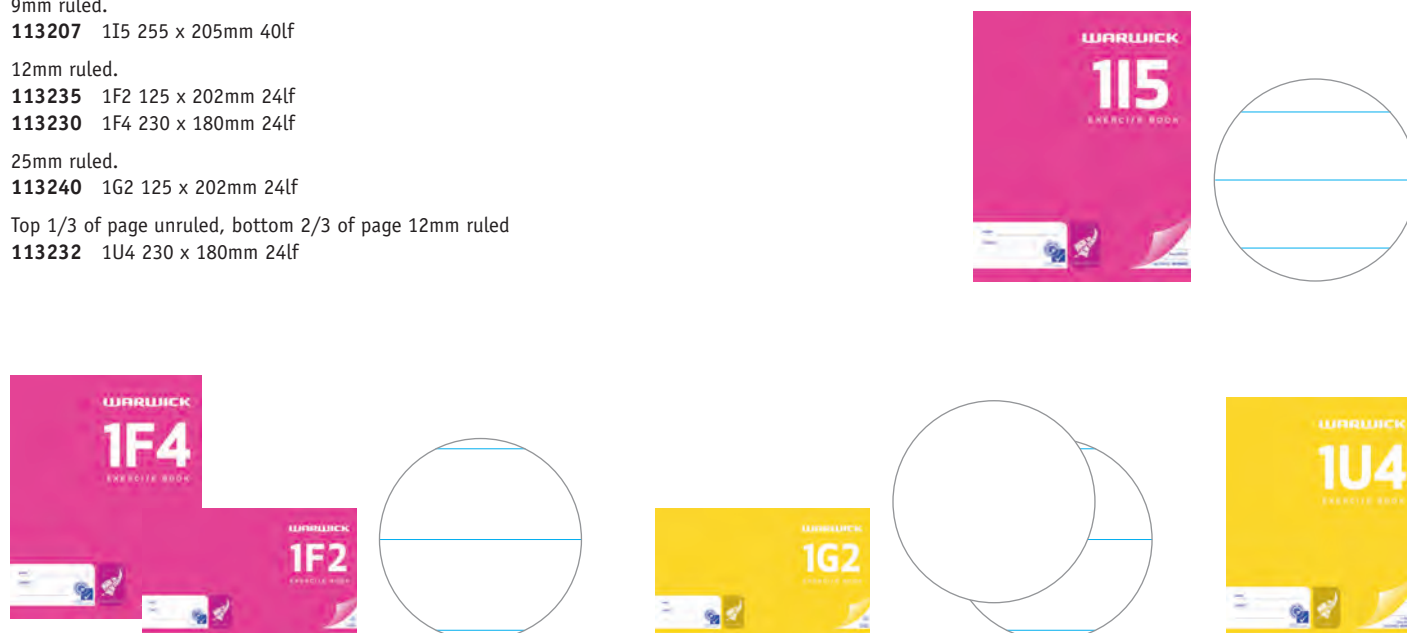 9mm ruled.
113207 1I5 255 x 205mm 40lf
12mm ruled.
113235 1F2 125 x 202mm 24lf
113230 1F4 230 x 180mm 24lf
25mm ruled.
113240 1G2 125 x 202mm 24lf
Top 1/3 of page unruled, bottom 2/3 of page 12mm ruled
113232 1U4 230 x 180mm 24lf
WARWICK
1I5
EXERCISE BOOK
WARWICK
1F4
EXERCISE BOOK
WARWICK
1F2
EXERCISE BOOK
WARWICK
1G2
EXERCISE BOOK
WARWICK
1U4
EXERCISE BOOK